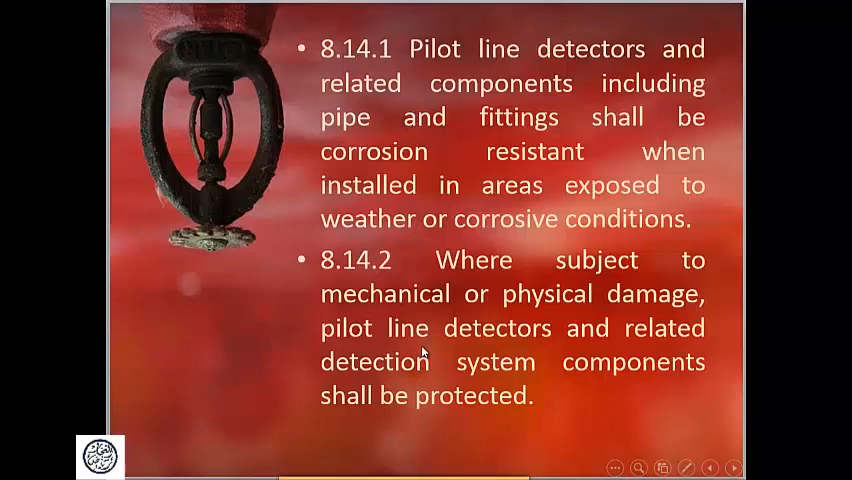 • 8.14.1 Pilot line detectors and
related components including
pipe and fittings shall be
corrosion resistant when
installed in areas exposed to
weather or corrosive conditions.
• 8.14.2 Where subject to
mechanical or physical damage,
pilot line detectors and related
detection system components
shall be protected.